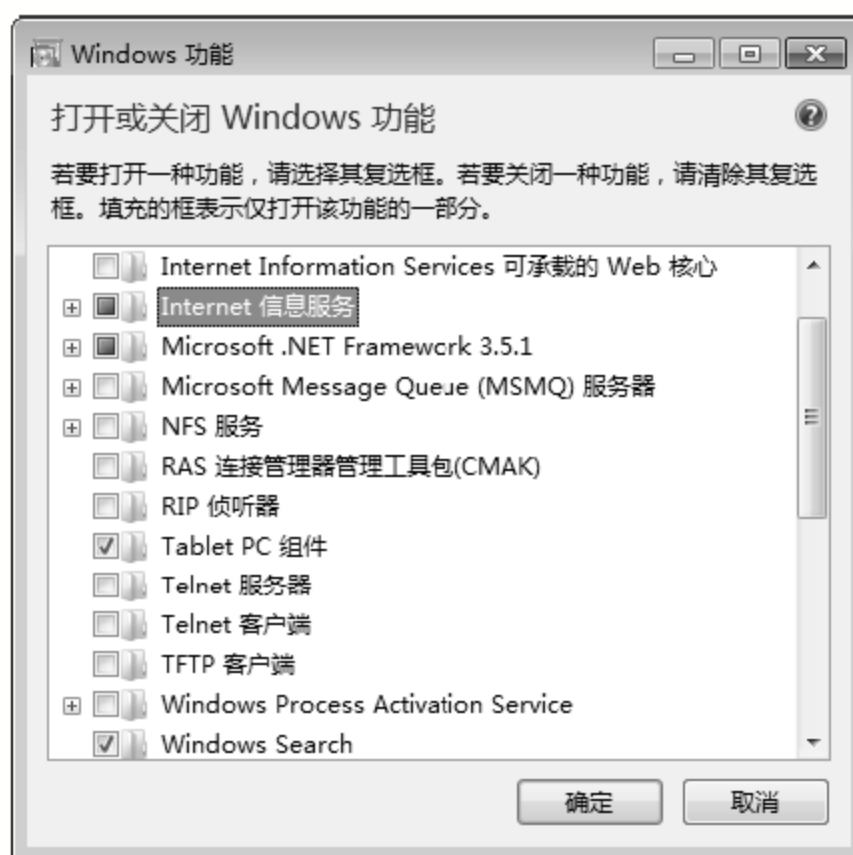 Windows 功能
打开或关闭 Windows 功能
若要打开一种功能，请选择其复选框。若要关闭一种功能，请清除其复选
框。填充的框表示仅打开该功能的一部分。
Internet Information Services 可承载的 Web 核心
Internet 信息服务
Microsoft .NET Framework 3.5.1
Microsoft Message Queue (MSMQ) 服务器
NFS 服务
RAS 连接管理器管理工具包(CMAK)
RIP 侦听器
Tablet PC 组件
Telnet 服务器
Telnet 客户端
TFTP 客户端
Windows Process Activation Service
Windows Search
确定 取消